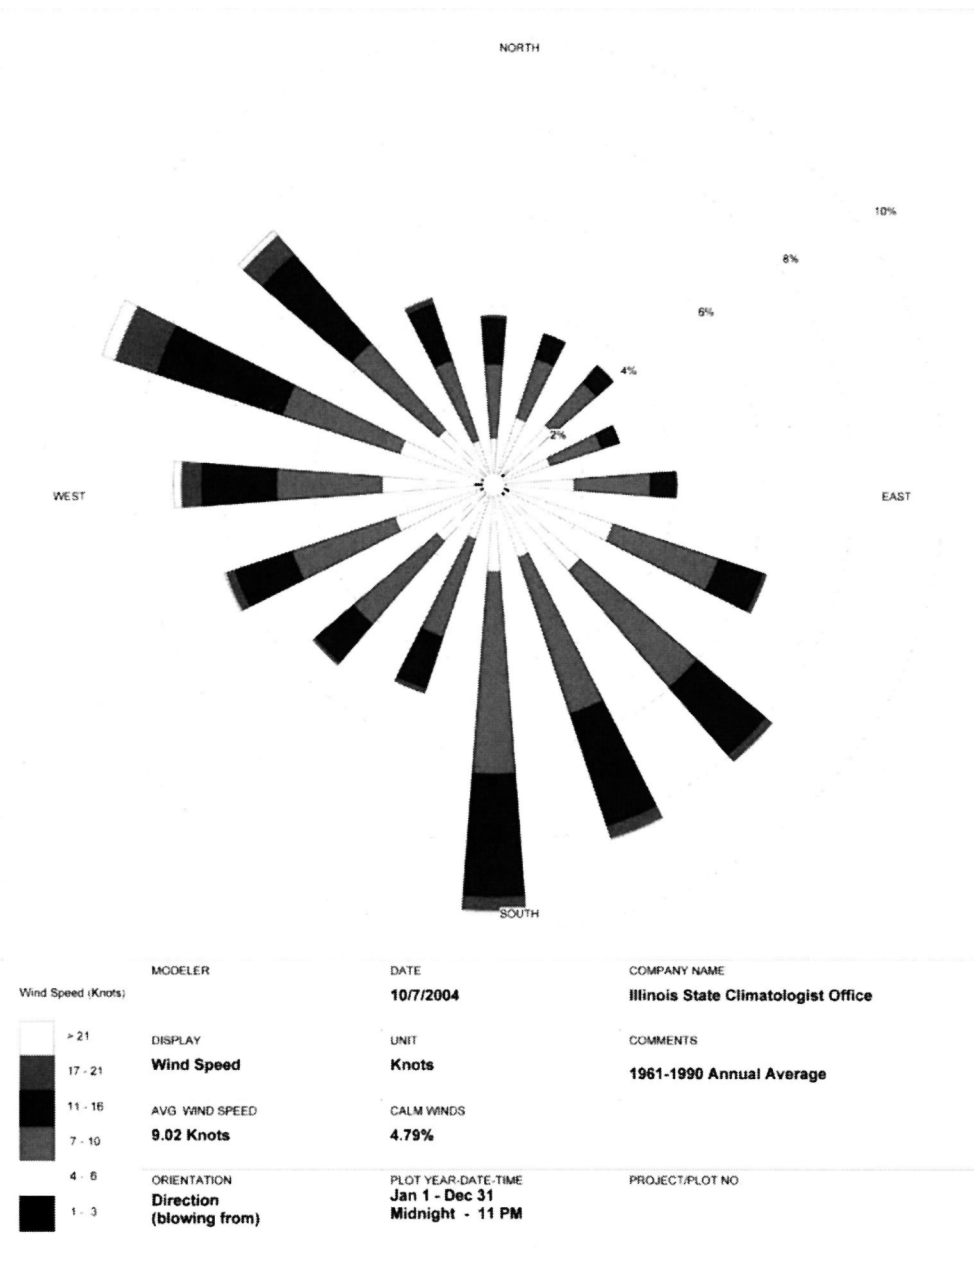 NORTH
10%
8%
6%
4%
2%
WEST
EAST
SOUTH
Wind Speed (Knots)
> 21
17 - 21
11 - 16
7 - 10
4 - 6
1 - 3
MODELER
DATE
10/7/2004
COMPANY NAME
Illinois State Climatologist Office
DISPLAY
Wind Speed
UNIT
Knots
COMMENTS
1961-1990 Annual Average
AVG WIND SPEED
9.02 Knots
CALM WINDS
4.79%
ORIENTATION
Direction
(blowing from)
PLOT YEAR-DATE-TIME
Jan 1 - Dec 31
Midnight - 11 PM
PROJECT/PLOT NO